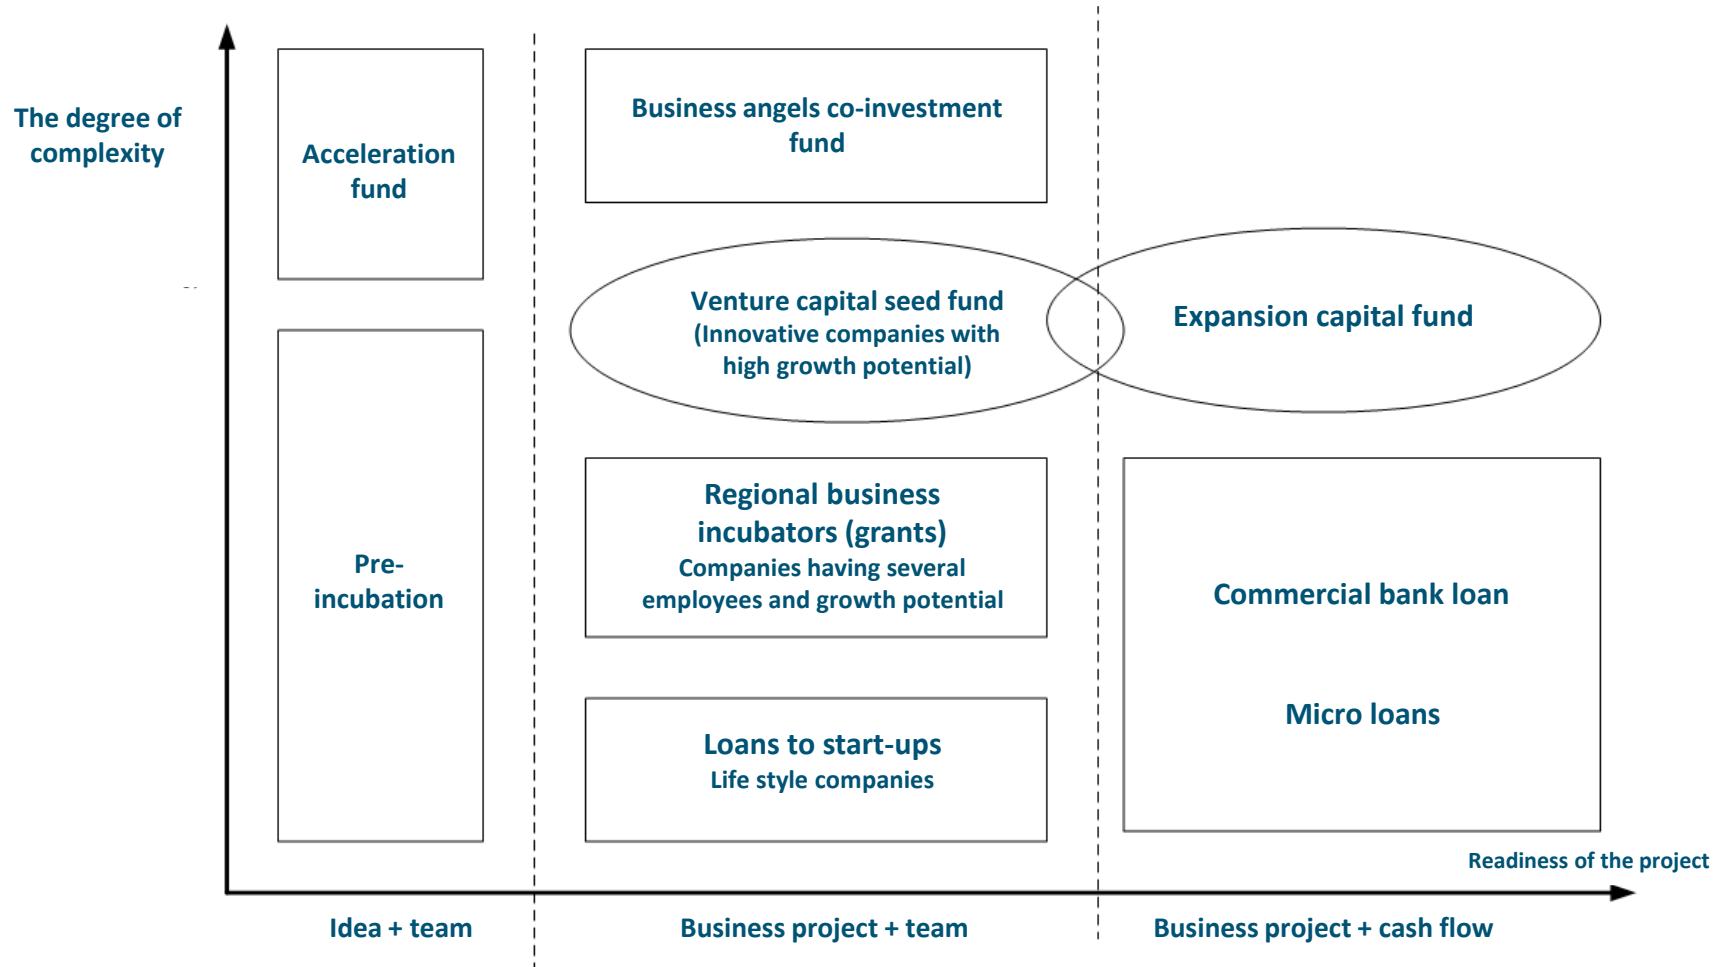 The degree of
complexity
Acceleration
fund
Business angels co-investment
fund
Venture capital seed fund
(Innovative companies with
high growth potential)
Expansion capital fund
Pre-
incubation
Regional business
incubators (grants)
Companies having several
employees and growth potential
Commercial bank loan
Micro loans
Loans to start-ups
Life style companies
Readiness of the project
Idea + team
Business project + team
Business project + cash flow